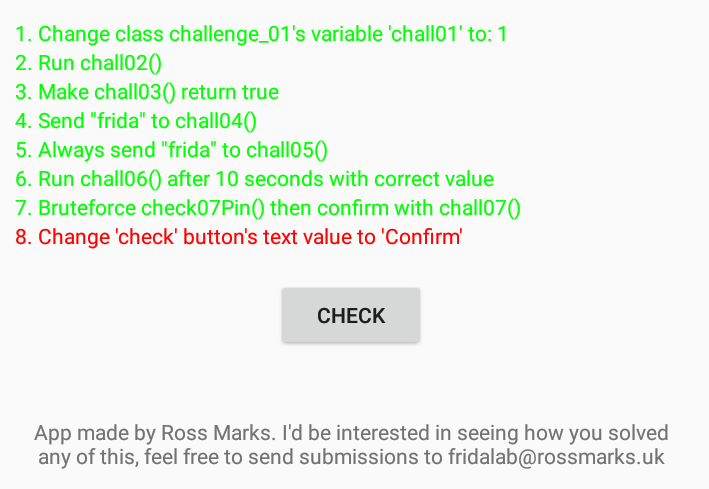 1. Change class challenge_01's variable 'chall01' to: 1
2. Run chall02()
3. Make chall03() return true
4. Send "frida" to chall04()
5. Always send "frida" to chall05()
6. Run chall06() after 10 seconds with correct value
7. Bruteforce check07Pin() then confirm with chall07()
8. Change 'check' button's text value to 'Confirm'
CHECK
App made by Ross Marks. I'd be interested in seeing how you solved
any of this, feel free to send submissions to fridalab@rossmarks.uk